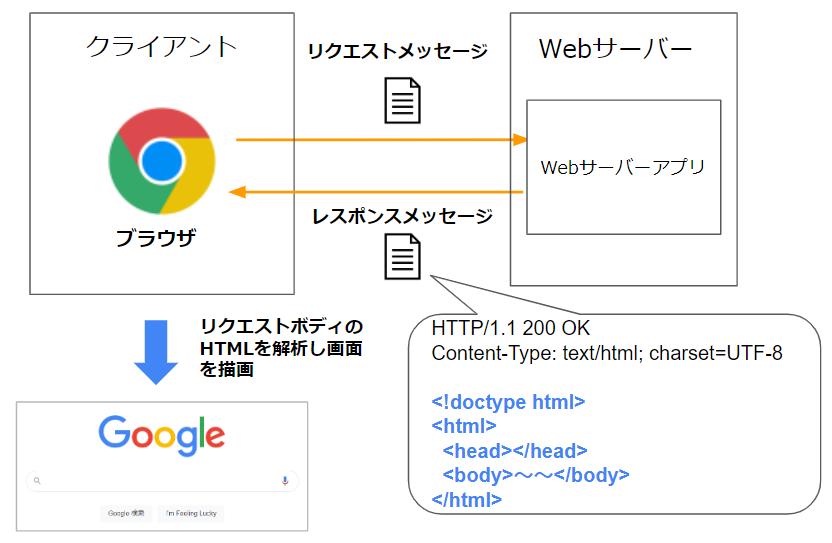 クライアント
リクエストメッセージ
Webサーバー
Webサーバーアプリ
ブラウザ
レスポンスメッセージ
リクエストボディの
HTMLを解析し画面
を描画
HTTP/1.1 200 OK
Content-Type: text/html; charset=UTF-8
<!doctype html>
<html>
<head></head>
<body>～～</body>
</html>
Google
Google 検索
I'm Feeling Lucky